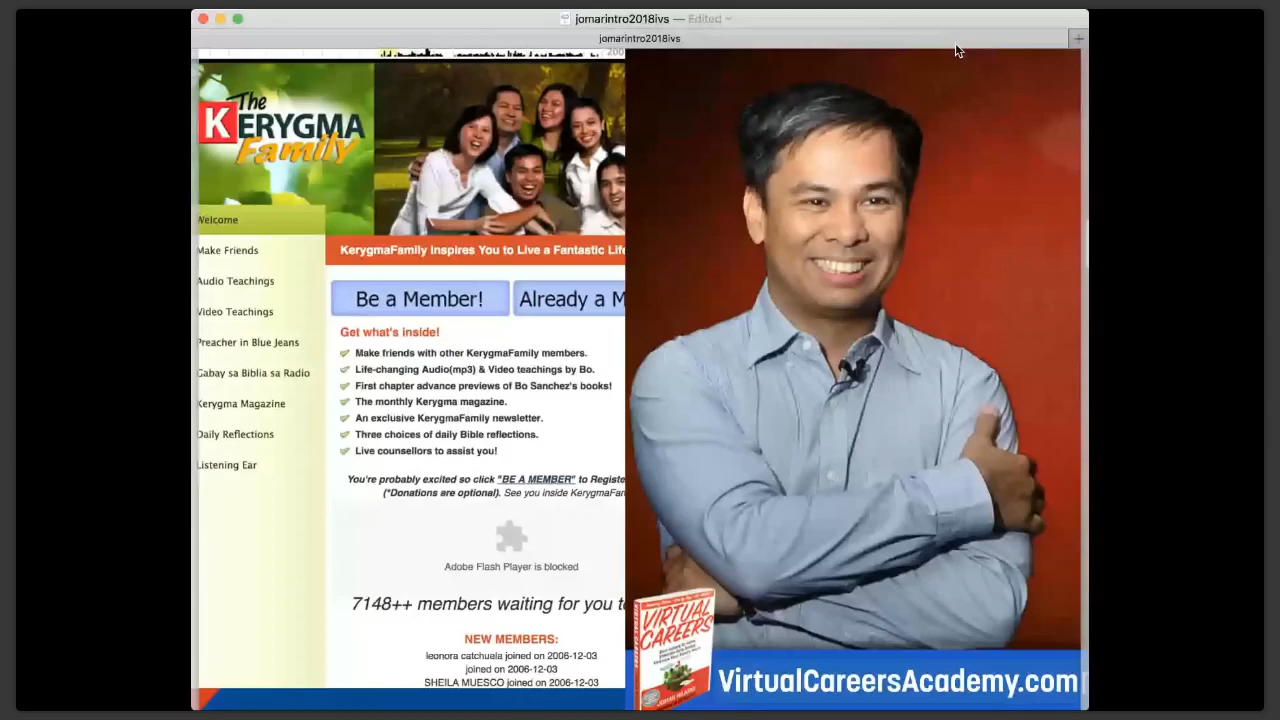 jomarintro2018ivs — Edited
jomarintro2018ivs
200
The
KERYGMA
Family
Welcome
Make Friends
Audio Teachings
Video Teachings
Preacher in Blue Jeans
Gabay sa Biblia sa Radio
Kerygma Magazine
Daily Reflections
Listening Ear
KerygmaFamily Inspires You to Live a Fantastic Life
Be a Member!
Already a M
Get what's inside!
Make friends with other KerygmaFamily members.
Life-changing Audio(mp3) & Video teachings by Bo.
First chapter advance previews of Bo Sanchez's books!
The monthly Kerygma magazine.
An exclusive KerygmaFamily newsletter.
Three choices of daily Bible reflections.
Live counsellors to assist you!
You're probably excited so click "BE A MEMBER" to Registe
(*Donations are optional). See you inside KerygmaFam
Adobe Flash Player is blocked
7148++ members waiting for you to
NEW MEMBERS:
leonora catchuela joined on 2006-12-03
joined on 2006-12-03
SHEILA MUESCO joined on 2006-12-03
VIRTUAL
CAREERS
VirtualCareersAcademy.com